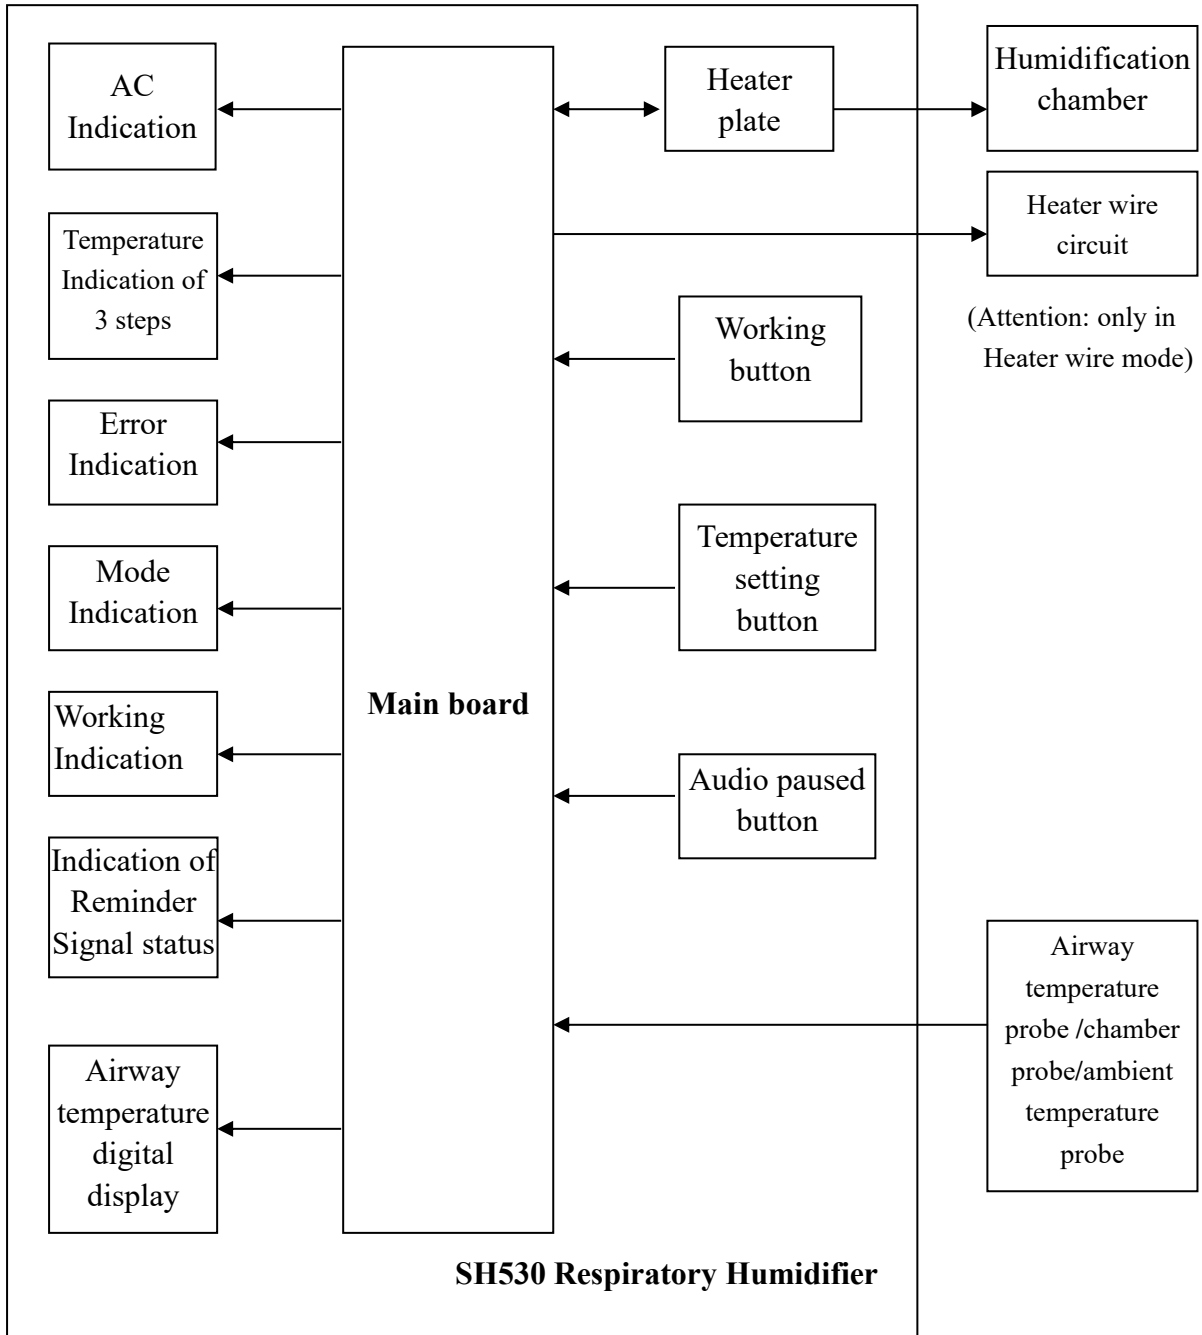 AC
Indication
Temperature
Indication of
3 steps
Error
Indication
Mode
Indication
Working
Indication
Indication of
Reminder
Signal status
Airway
temperature
digital
display
Main board
Heater
plate
Working
button
Temperature
setting
button
Audio paused
button
Humidification
chamber
Heater wire
circuit
(Attention: only in
Heater wire mode)
Airway
temperature
probe /chamber
probe/ambient
temperature
probe
SH530 Respiratory Humidifier